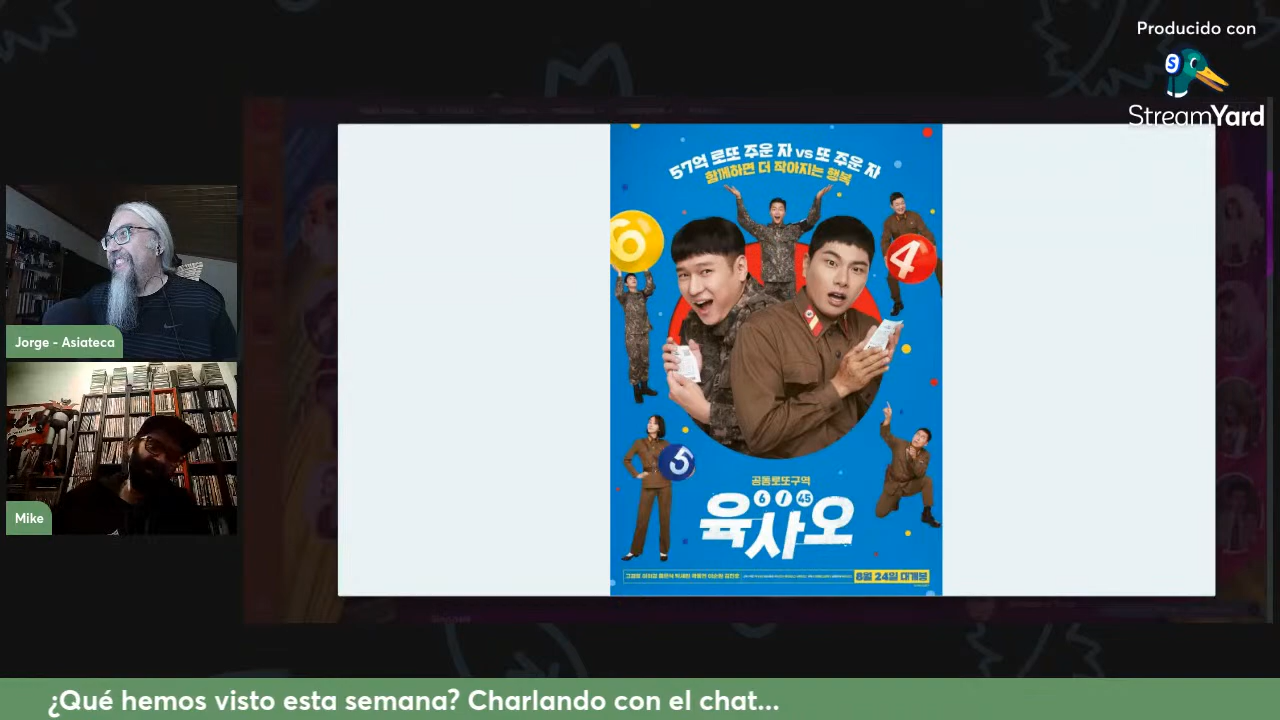 Producido con
StreamYard
57억 로또 주운 자 vs 또 주운 자
함께하면 더 작아지는 행복
6
4
5
공동로또구역
6 / 45
육사오
8월 24일 대개봉
Jorge - Asiateca
Mike
¿Qué hemos visto esta semana? Charlando con el chat...